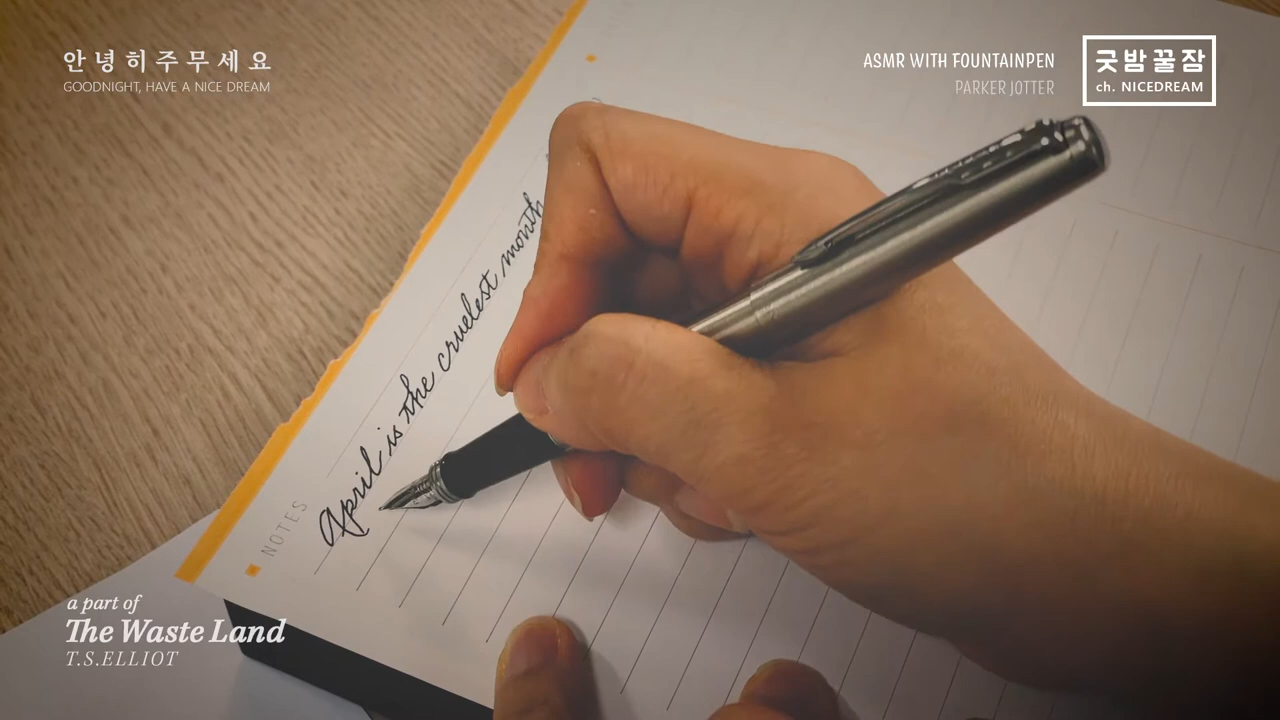 안녕히주무세요
GOODNIGHT, HAVE A NICE DREAM
ASMR WITH FOUNTAINPEN
PARKER JOTTER
굿밤꿀잠
ch. NICEDREAM
April is the cruelest month
NOTES
a part of
The Waste Land
T.S.ELLIOT